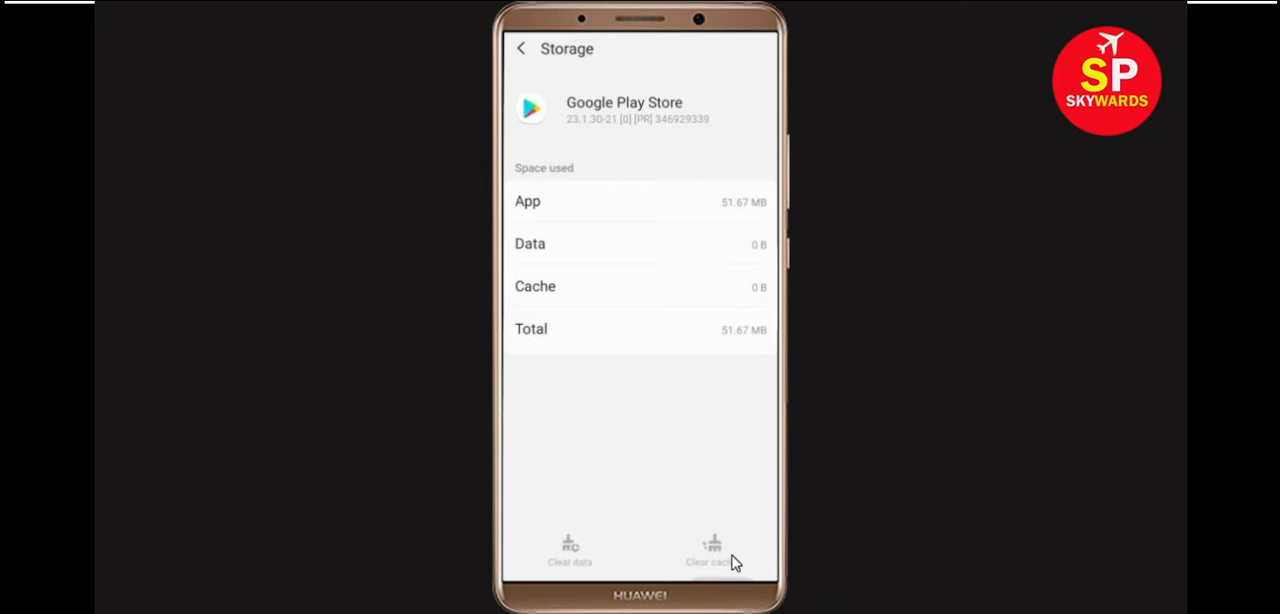 Storage
Google Play Store
23.1.30-21 [0] [PR] 346929339
Space used
App 51.67 MB
Data 0 B
Cache 0 B
Total 51.67 MB
Clear data
Clear
HUAWEI
SP
SKYWARDS